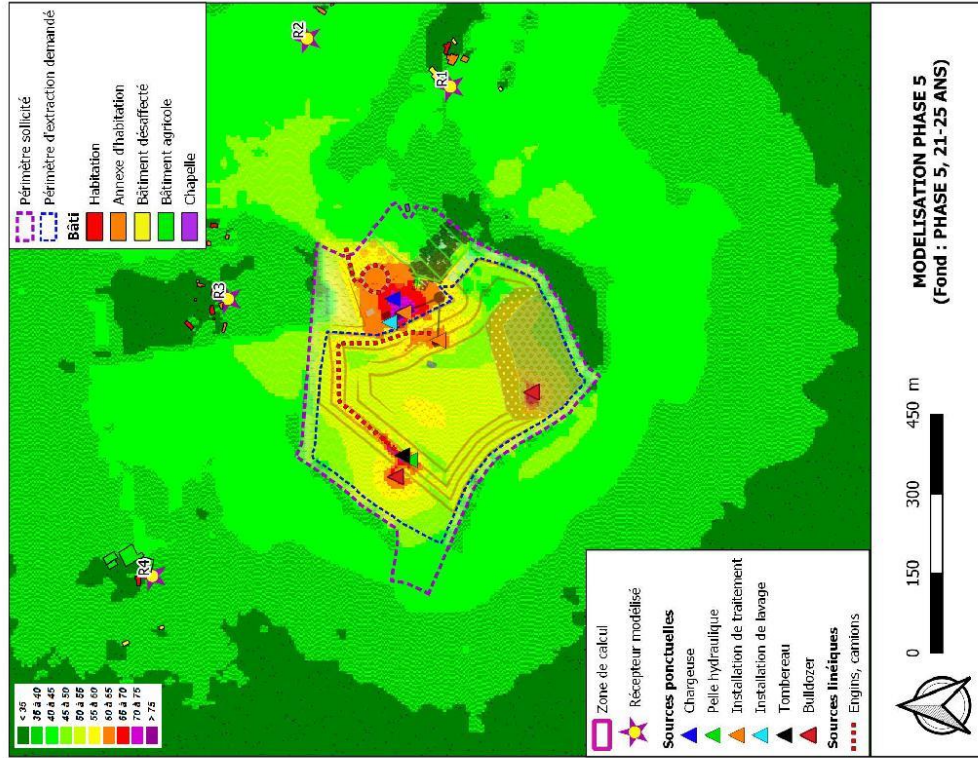 < 35
35 à 40
40 à 45
45 à 50
50 à 55
55 à 60
60 à 65
65 à 70
70 à 75
> 75
Périmètre sollicité
Périmètre d'extraction demandé
Bâti
Habitation
Annexe d'habitation
Bâtiment désaffecté
Bâtiment agricole
Chapelle
R4
R3
R2
R1
Zone de calcul
Récepteur modélisé
Sources ponctuelles
Chargeuse
Pelle hydraulique
Installation de traitement
Installation de lavage
Tombereau
Bulldozer
Sources linéiques
Engins, camions
0 150 300 450 m
MODELISATION PHASE 5
(Fond : PHASE 5, 21-25 ANS)